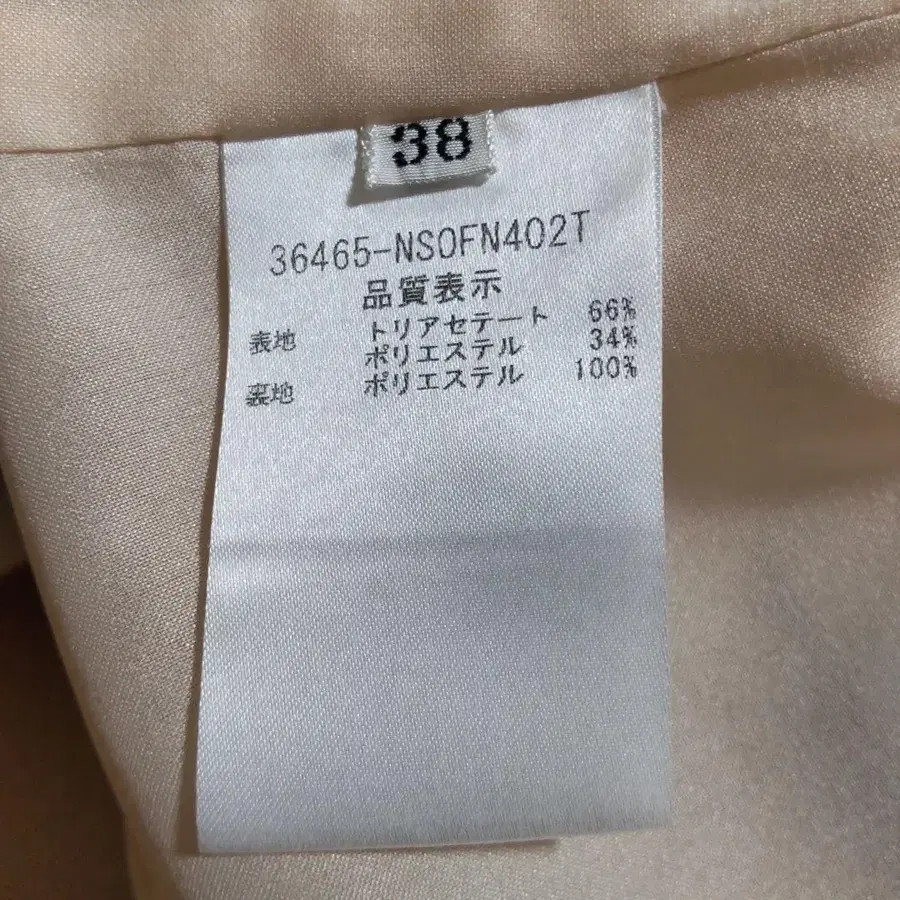 38
36465-NSOFN402T
品質表示
表地 トリアセテート 66%
ポリエステル 34%
裏地 ポリエステル 100%